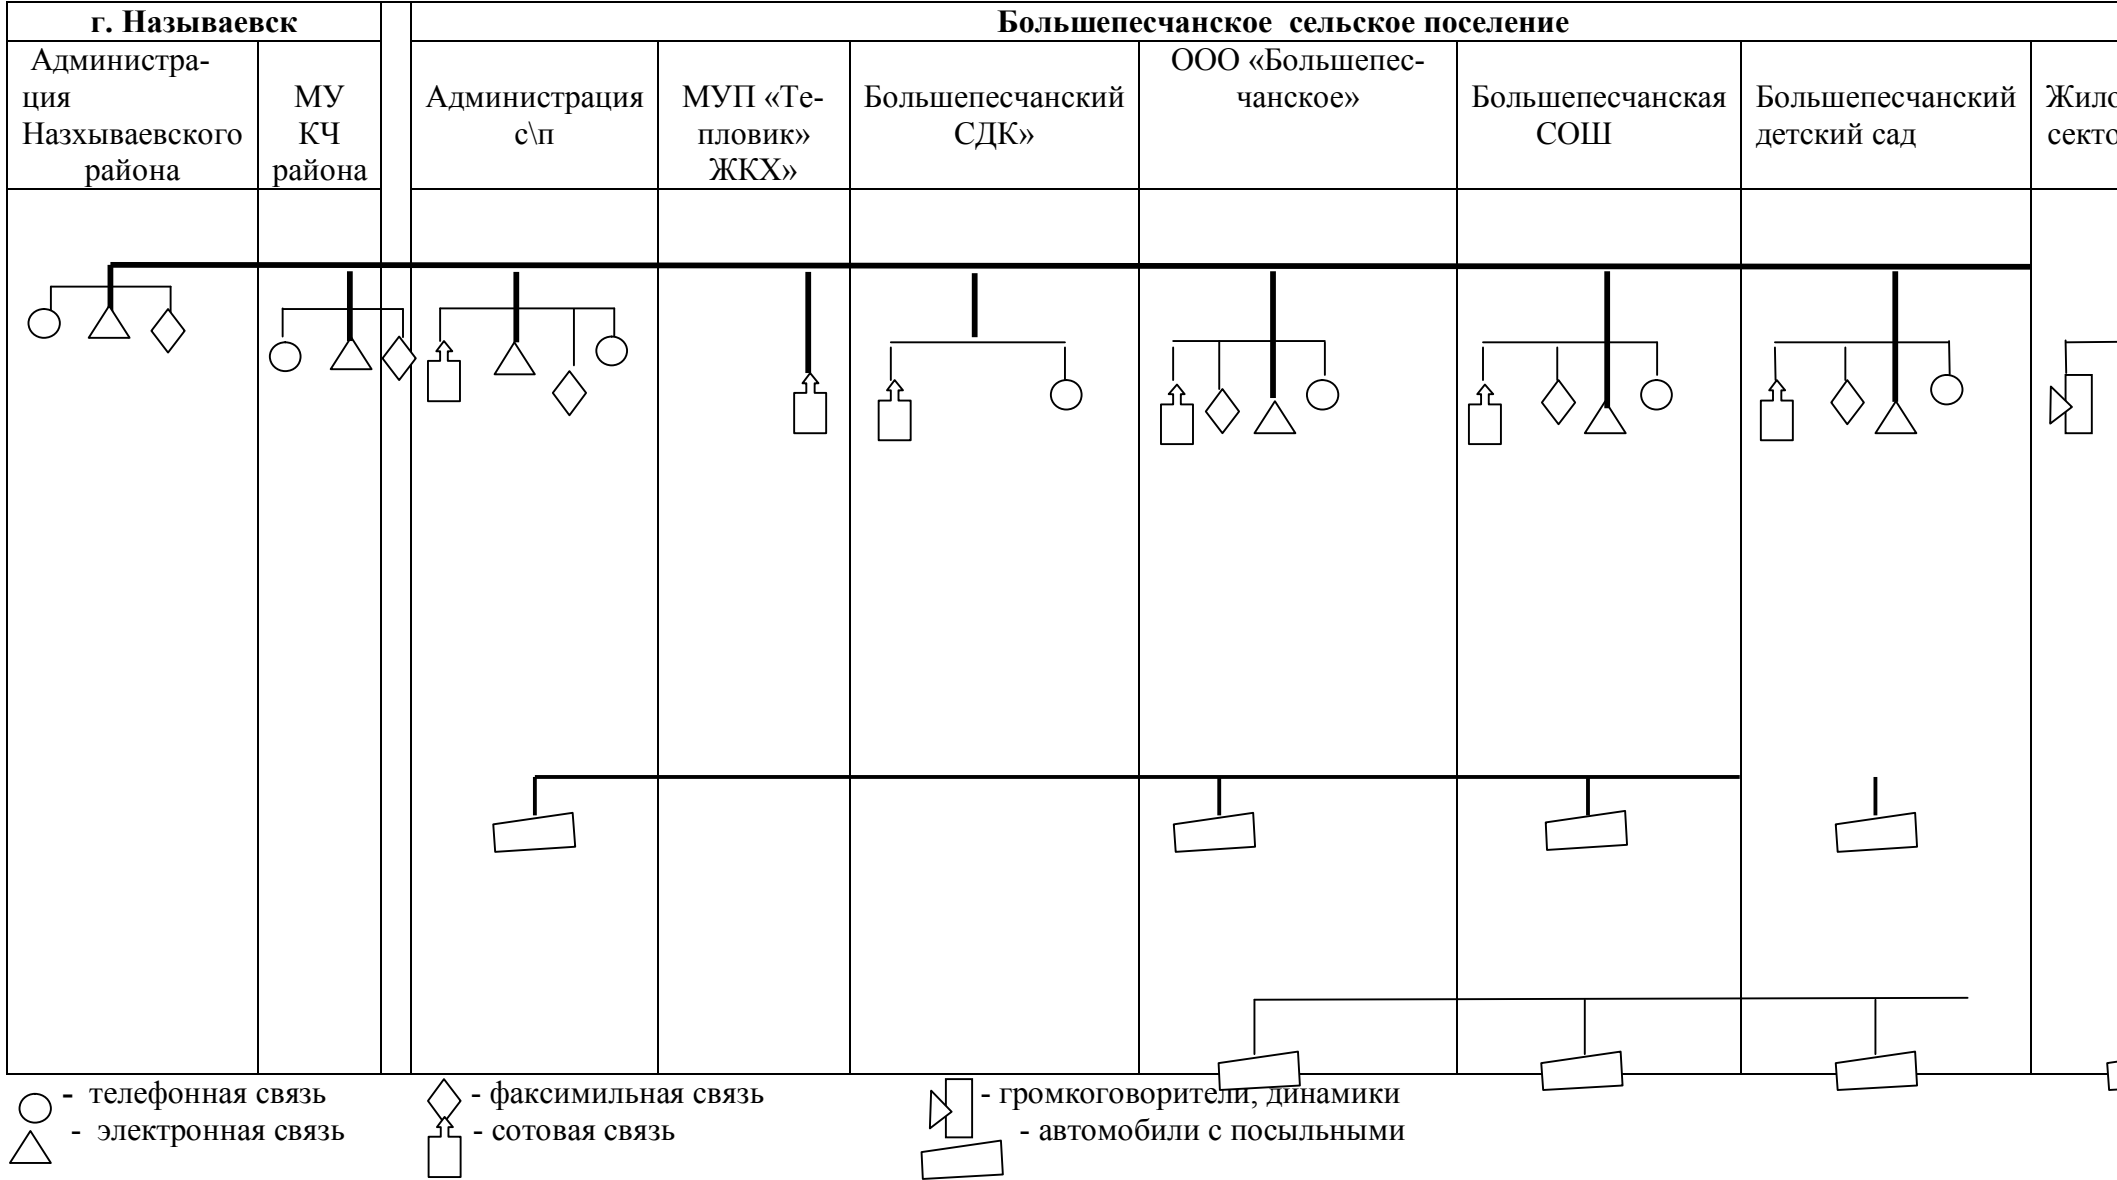 г. Называевск
Большепесчанское сельское поселение
Администра-
ция
Назхываевского
района
МУ
КЧ
района
Администрация
с\п
МУП «Те-
пловик»
ЖКХ»
Большепесчанский
СДК»
ООО «Большепес-
чанское»
Большепесчанская
СОШ
Большепесчанский
детский сад
Жило
секто
- телефонная связь
- факсимильная связь
- громкоговорители, динамики
- электронная связь
- сотовая связь
- автомобили с посыльными